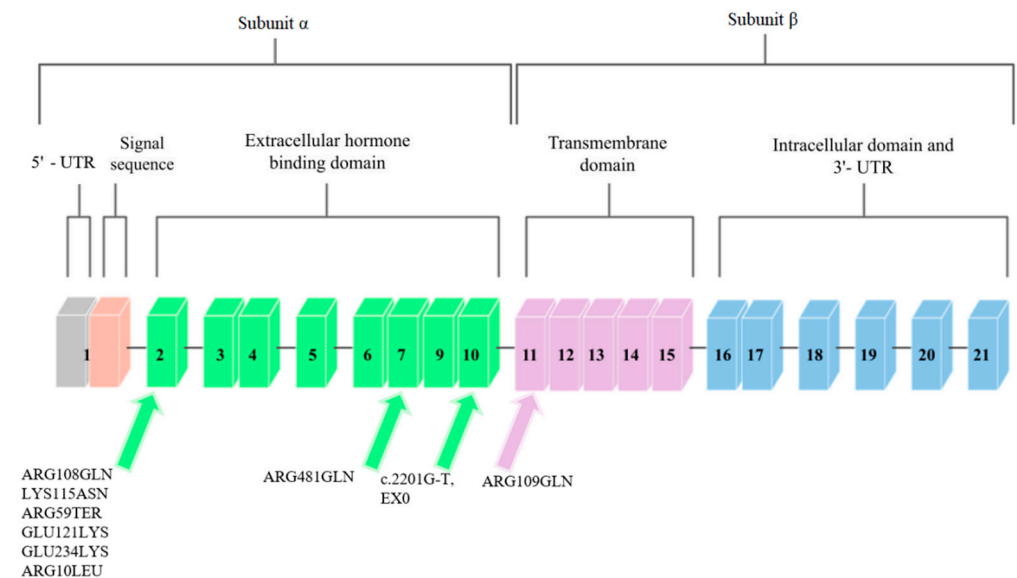 Subunit α
Subunit β
5' - UTR
Signal
sequence
Extracellular hormone
binding domain
Transmembrane
domain
Intracellular domain and
3'- UTR
1
2
3
4
5
6
7
9
10
11
12
13
14
15
16
17
18
19
20
21
ARG108GLN
LYS115ASN
ARG59TER
GLU121LYS
GLU234LYS
ARG10LEU
ARG481GLN
c.2201G-T,
EX0
ARG109GLN